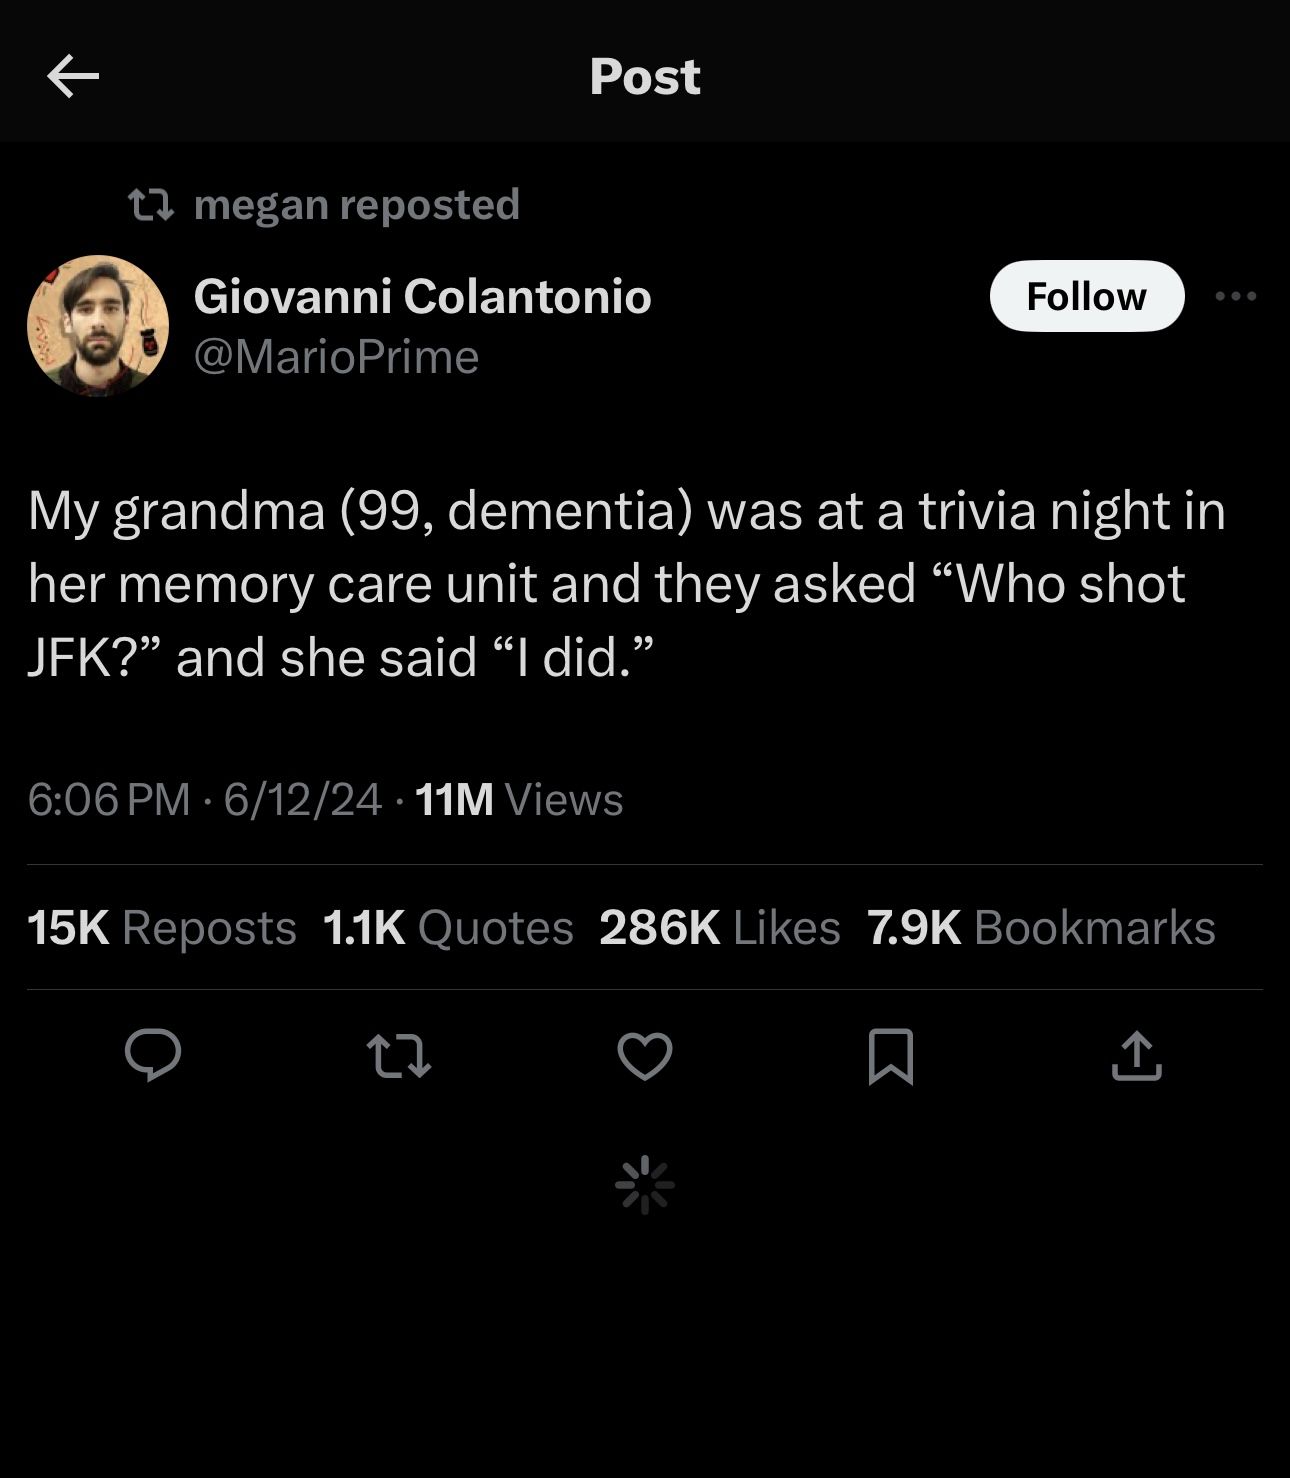 Post
megan reposted
Giovanni Colantonio
Follow
@MarioPrime
My grandma (99, dementia) was at a trivia night in
her memory care unit and they asked “Who shot
JFK?” and she said “I did.”
6:06 PM · 6/12/24 · 11M Views
15K Reposts 1.1K Quotes 286K Likes 7.9K Bookmarks